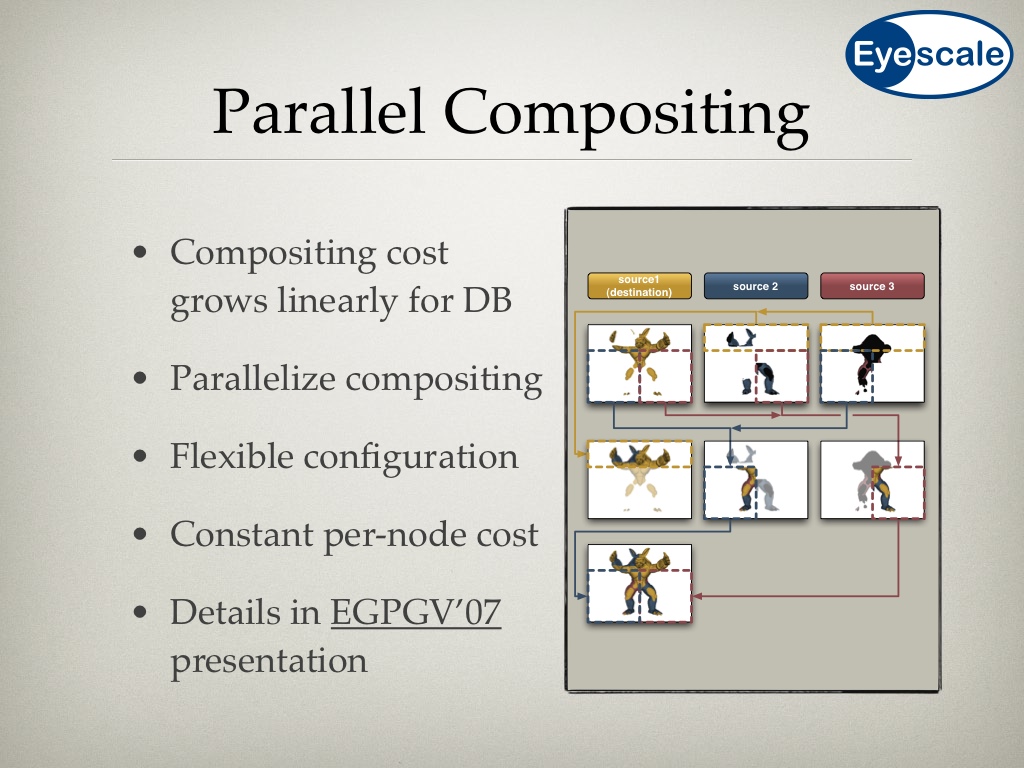 Eyescale
Parallel Compositing
• Compositing cost
grows linearly for DB
• Parallelize compositing
• Flexible configuration
• Constant per-node cost
• Details in EGPGV’07
presentation
source1
(destination)
source 2
source 3